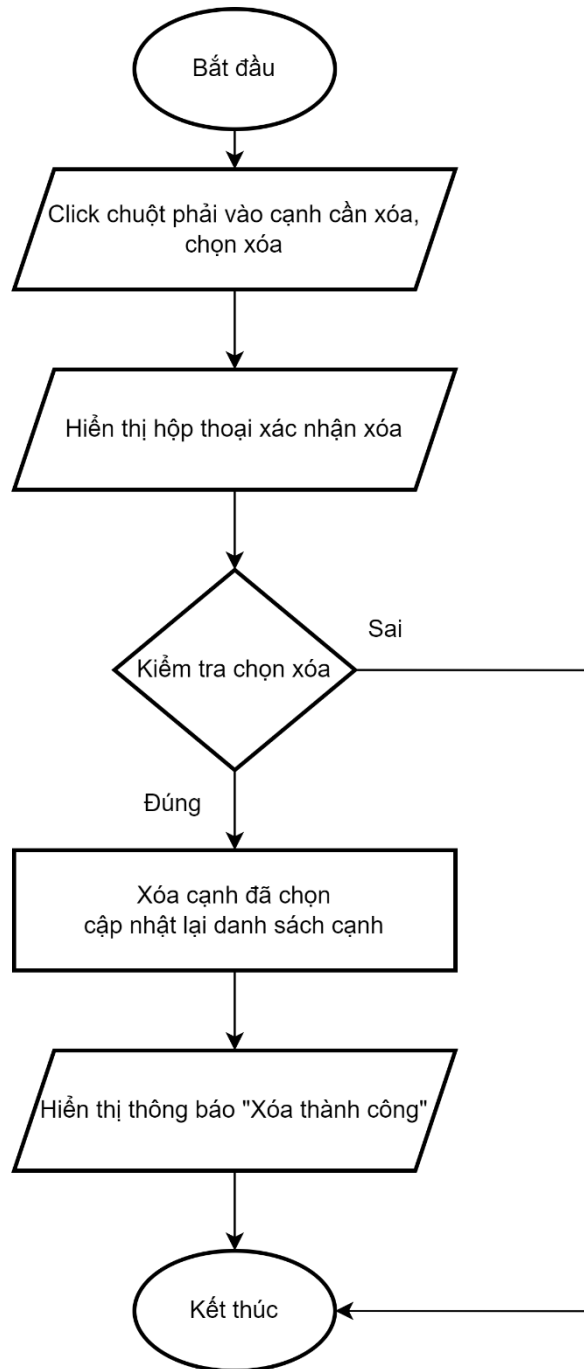 Bắt đầu
Click chuột phải vào cạnh cần xóa,
chọn xóa
Hiển thị hộp thoại xác nhận xóa
Kiểm tra chọn xóa
Sai
Đúng
Xóa cạnh đã chọn
cập nhật lại danh sách cạnh
Hiển thị thông báo "Xóa thành công"
Kết thúc